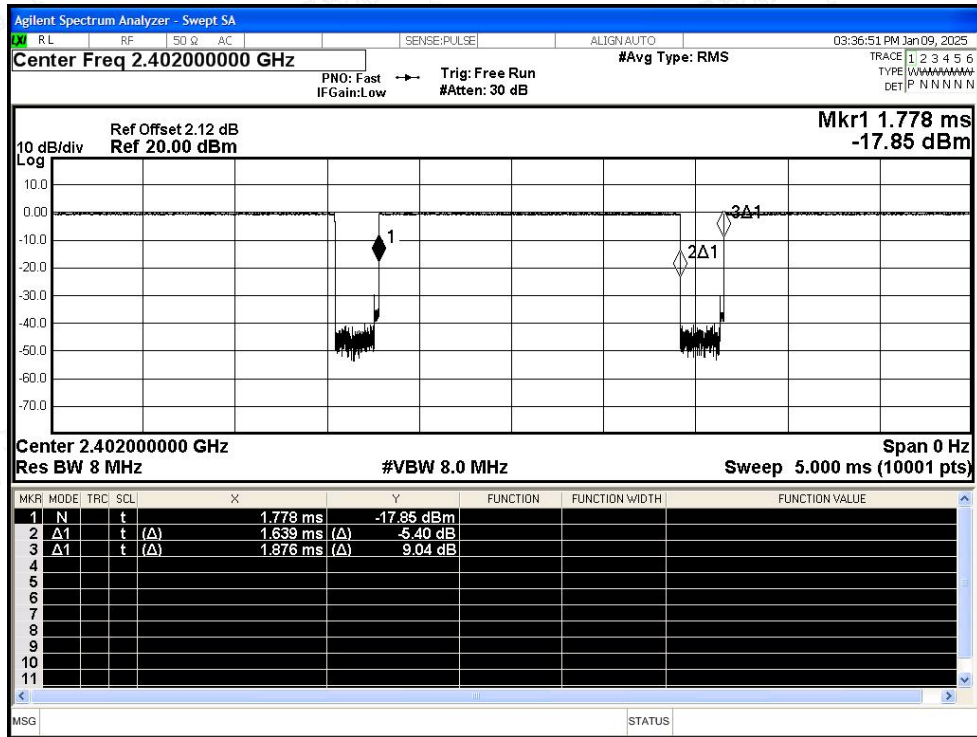 Agilent Spectrum Analyzer - Swept SA
LXI RL RF 50 Ω AC SENSE:PULSE ALIGN AUTO 03:36:51 PM Jan 09, 2025
Center Freq 2.402000000 GHz #Avg Type: RMS TRACE 1 2 3 4 5 6
PNO: Fast Trig: Free Run TYPE WWWWWW
IFGain:Low #Atten: 30 dB DET P N N N N N
Mkr1 1.778 ms
Ref Offset 2.12 dB
10 dB/div Ref 20.00 dBm -17.85 dBm
Log
10.0
0.00
-10.0
-20.0
-30.0
-40.0
-50.0
-60.0
-70.0
1
2Δ1
3Δ1
Center 2.402000000 GHz Span 0 Hz
Res BW 8 MHz #VBW 8.0 MHz Sweep 5.000 ms (10001 pts)
MKR MODE TRC SCL X Y FUNCTION FUNCTION WIDTH FUNCTION VALUE
1 N t 1.778 ms -17.85 dBm
2 Δ1 t (Δ) 1.639 ms (Δ) -5.40 dB
3 Δ1 t (Δ) 1.876 ms (Δ) 9.04 dB
4
5
6
7
8
9
10
11
MSG STATUS